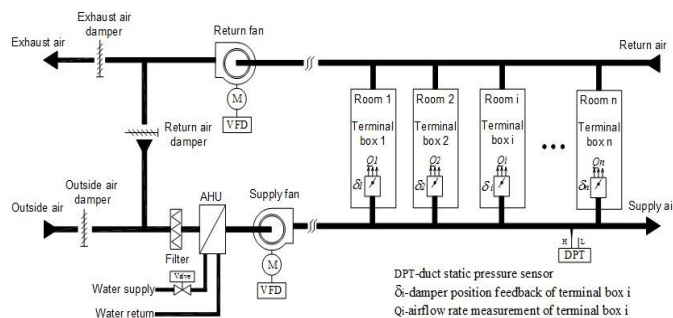 Exhaust air
damper
Exhaust air
Return fan
M
VFD
Return air
Room 1
Terminal
box 1
Q1
δ1
Room 2
Terminal
box 2
Q2
δ2
Room i
Terminal
box i
Qi
δi
Room n
Terminal
box n
Qn
δn
Return air
damper
Outside air
damper
Outside air
AHU
Supply fan
Supply ai
Filter
Valve
M
VFD
Water supply
Water return
H
L
DPT
DPT-duct static pressure sensor
δi-damper position feedback of terminal box i
Qi-airflow rate measurement of terminal box i